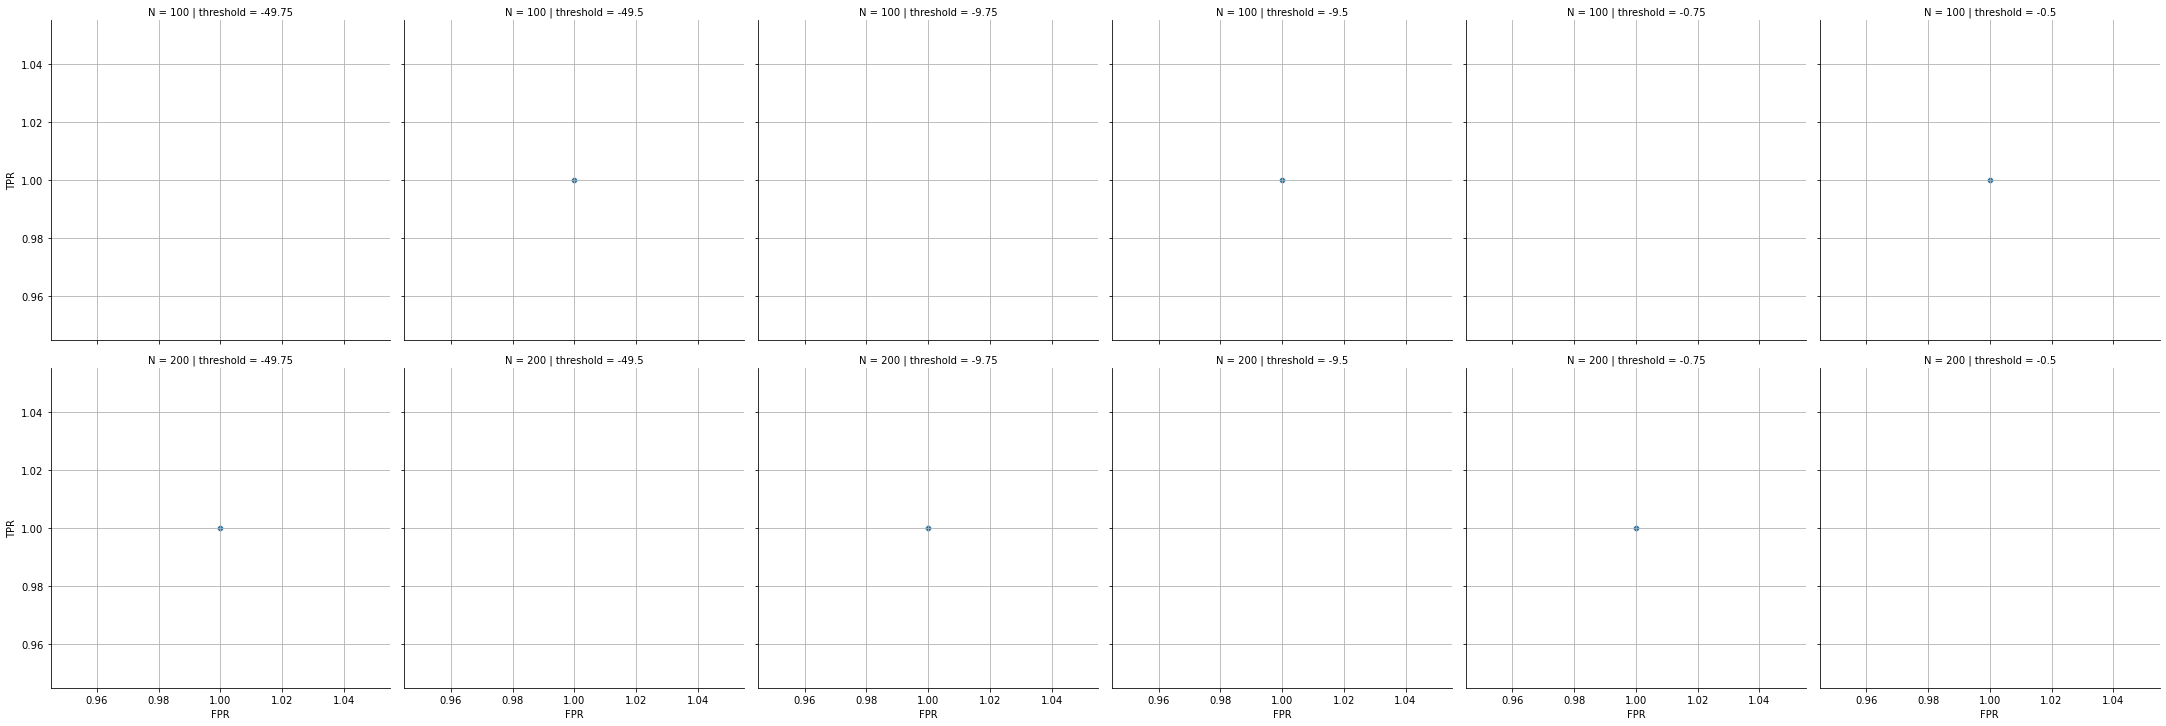 N = 100 | threshold = -49.75
N = 100 | threshold = -49.5
N = 100 | threshold = -9.75
N = 100 | threshold = -9.5
N = 100 | threshold = -0.75
N = 100 | threshold = -0.5
1.04
1.02
1.00
0.98
0.96
TPR
N = 200 | threshold = -49.75
N = 200 | threshold = -49.5
N = 200 | threshold = -9.75
N = 200 | threshold = -9.5
N = 200 | threshold = -0.75
N = 200 | threshold = -0.5
1.04
1.02
1.00
0.98
0.96
TPR
0.96 0.98 1.00 1.02 1.04
FPR
0.96 0.98 1.00 1.02 1.04
FPR
0.96 0.98 1.00 1.02 1.04
FPR
0.96 0.98 1.00 1.02 1.04
FPR
0.96 0.98 1.00 1.02 1.04
FPR
0.96 0.98 1.00 1.02 1.04
FPR